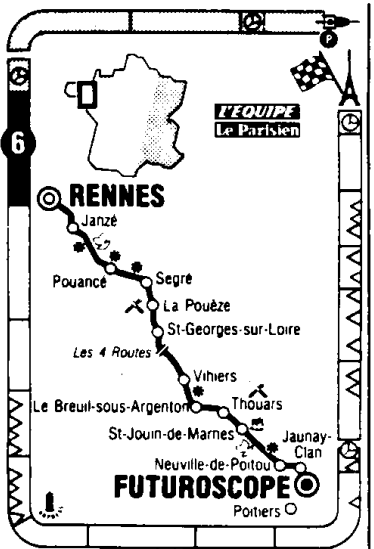 P
L'EQUIPE
Le Parisien
6
RENNES
Janzé
Pouancé
Segré
La Pouëze
St-Georges-sur-Loire
Les 4 Routes
Vihiers
Le Breuil-sous-Argenton
Thouars
St-Jouin-de-Marnes
Jaunay-
Clan
Neuville-de-Poitou
FUTUROSCOPE
Poitiers